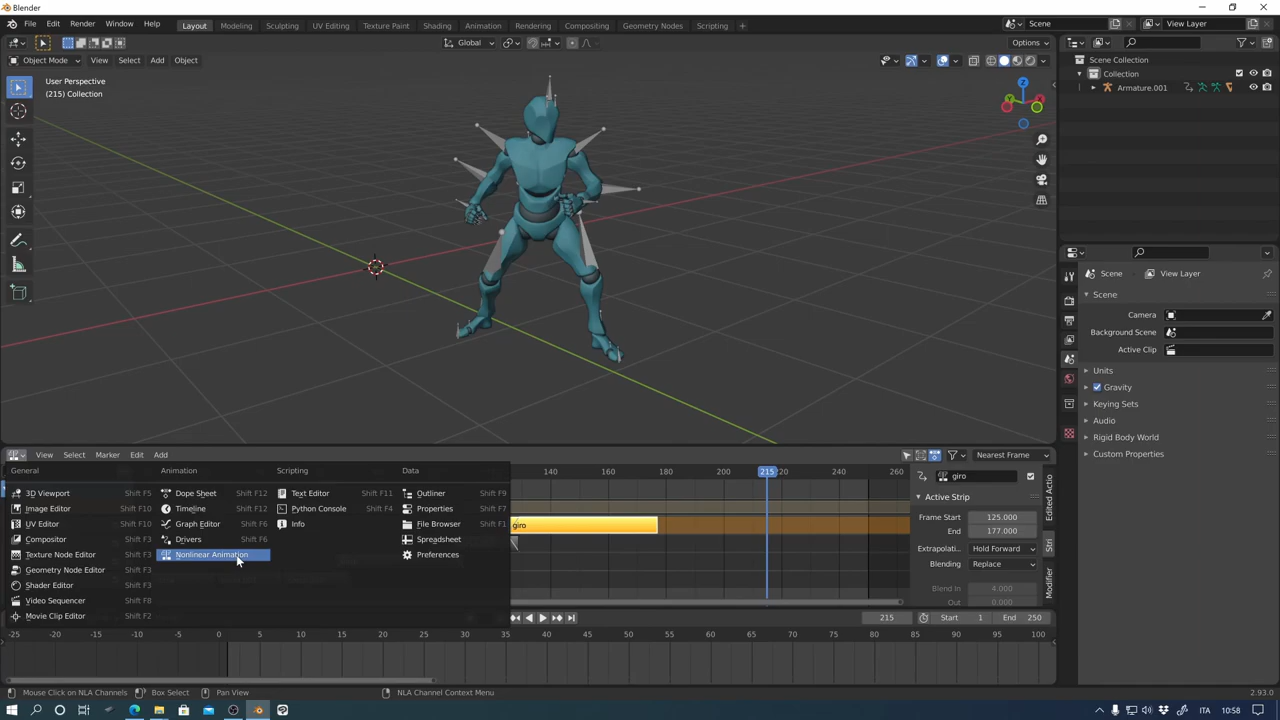 Blender
File Edit Render Window Help Layout Modeling Sculpting UV Editing Texture Paint Shading Animation Rendering Compositing Geometry Nodes Scripting + Scene View Layer
Global Options
Object Mode View Select Add Object
User Perspective
(215) Collection
Z
Y
X
Scene Collection
Collection
Armature.001
Scene View Layer
Scene
Camera
Background Scene
Active Clip
Units
Gravity
Keying Sets
Audio
Rigid Body World
Custom Properties
View Select Marker Edit Add Nearest Frame
General Animation Scripting Data
3D Viewport Shift F5 Dope Sheet Shift F12 Text Editor Shift F11 Outliner Shift F9
Image Editor Shift F10 Timeline Shift F12 Python Console Shift F4 Properties Shift F7
UV Editor Shift F10 Graph Editor Shift F6 Info File Browser Shift F1
Compositor Shift F3 Drivers Shift F6 Spreadsheet
Texture Node Editor Shift F3 Nonlinear Animation Preferences
Geometry Node Editor Shift F3
Shader Editor Shift F3
Video Sequencer Shift F8
Movie Clip Editor Shift F2
140 160 180 200 215 220 240 260
giro
giro
Active Strip
Frame Start 125.000
End 177.000
Extrapolati... Hold Forward
Blending Replace
Blend In 4.000
Out 0.000
Edited Actio
Stri
Modifier
215 Start 1 End 250
-25 -20 -15 -10 -5 0 5 10 15 20 25 30 35 40 45 50 55 60 65 70 75 80 85 90 95 100
Mouse Click on NLA Channels Box Select Pan View NLA Channel Context Menu 2.93.0
ITA 10:58